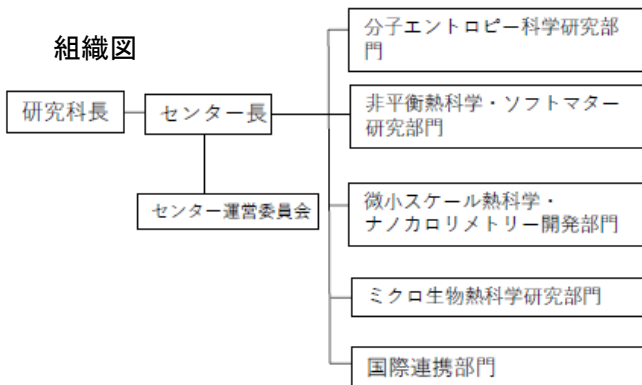 組織図
研究科長
センター長
センター運営委員会
分子エントロピー科学研究部
門
非平衡熱科学・ソフトマター
研究部門
微小スケール熱科学・
ナノカロリメトリー開発部門
ミクロ生物熱科学研究部門
国際連携部門